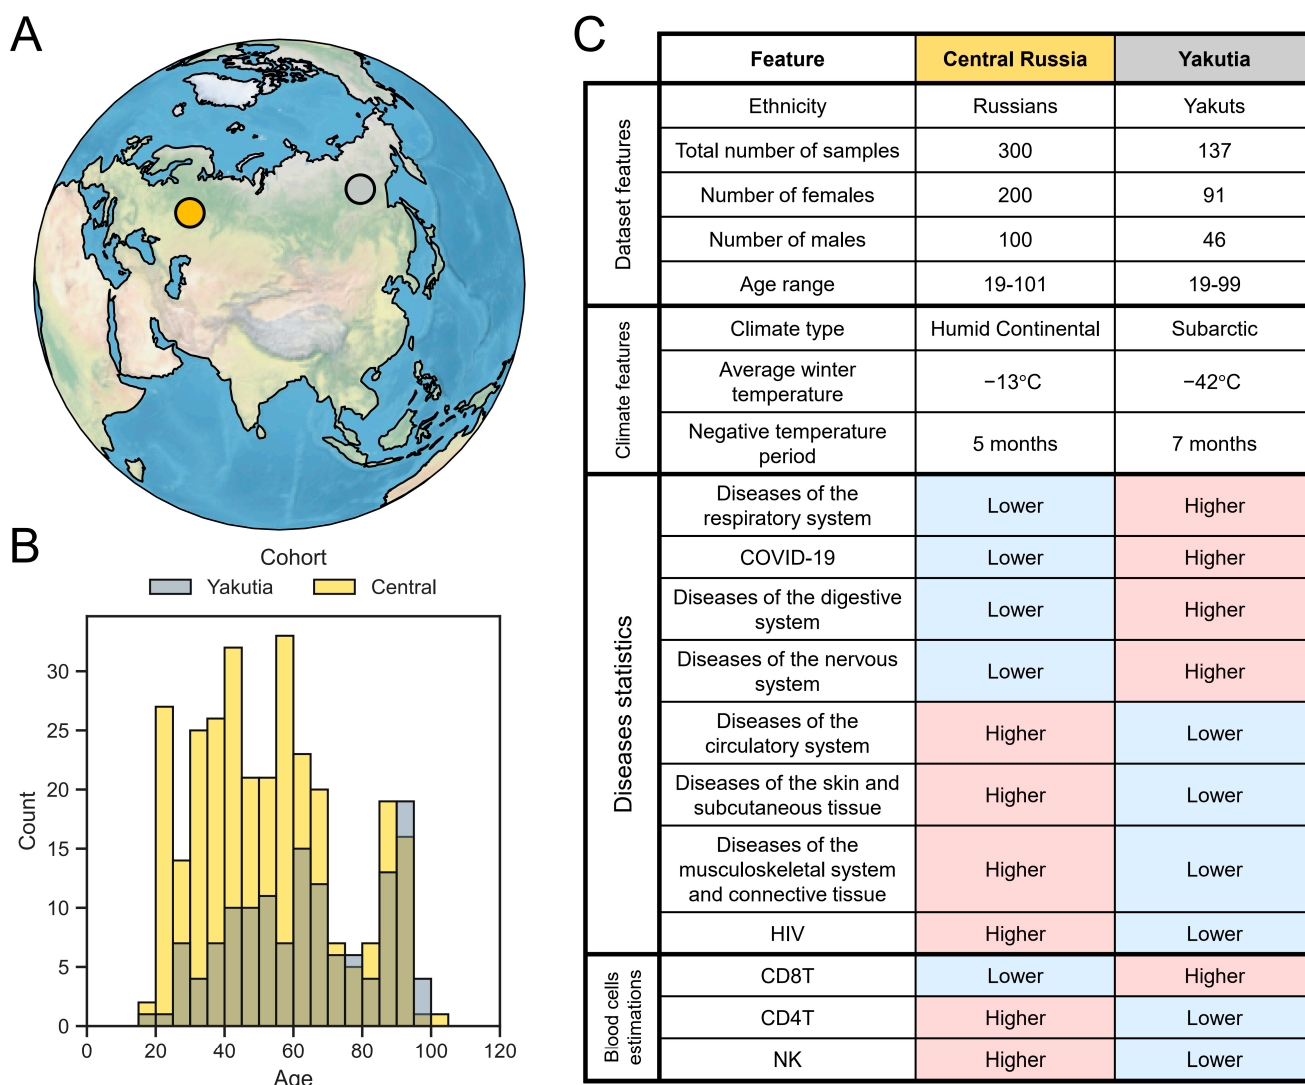 A
B
Cohort
Yakutia Central
Count
30
25
20
15
10
5
0
0 20 40 60 80 100 120
Age
C
Feature Central Russia Yakutia
Dataset features
Ethnicity Russians Yakuts
Total number of samples 300 137
Number of females 200 91
Number of males 100 46
Age range 19-101 19-99
Climate features
Climate type Humid Continental Subarctic
Average winter
temperature −13°C −42°C
Negative temperature
period 5 months 7 months
Diseases statistics
Diseases of the
respiratory system Lower Higher
COVID-19 Lower Higher
Diseases of the digestive
system Lower Higher
Diseases of the nervous
system Lower Higher
Diseases of the
circulatory system Higher Lower
Diseases of the skin and
subcutaneous tissue Higher Lower
Diseases of the
musculoskeletal system
and connective tissue Higher Lower
HIV Higher Lower
Blood cells
estimations
CD8T Lower Higher
CD4T Higher Lower
NK Higher Lower